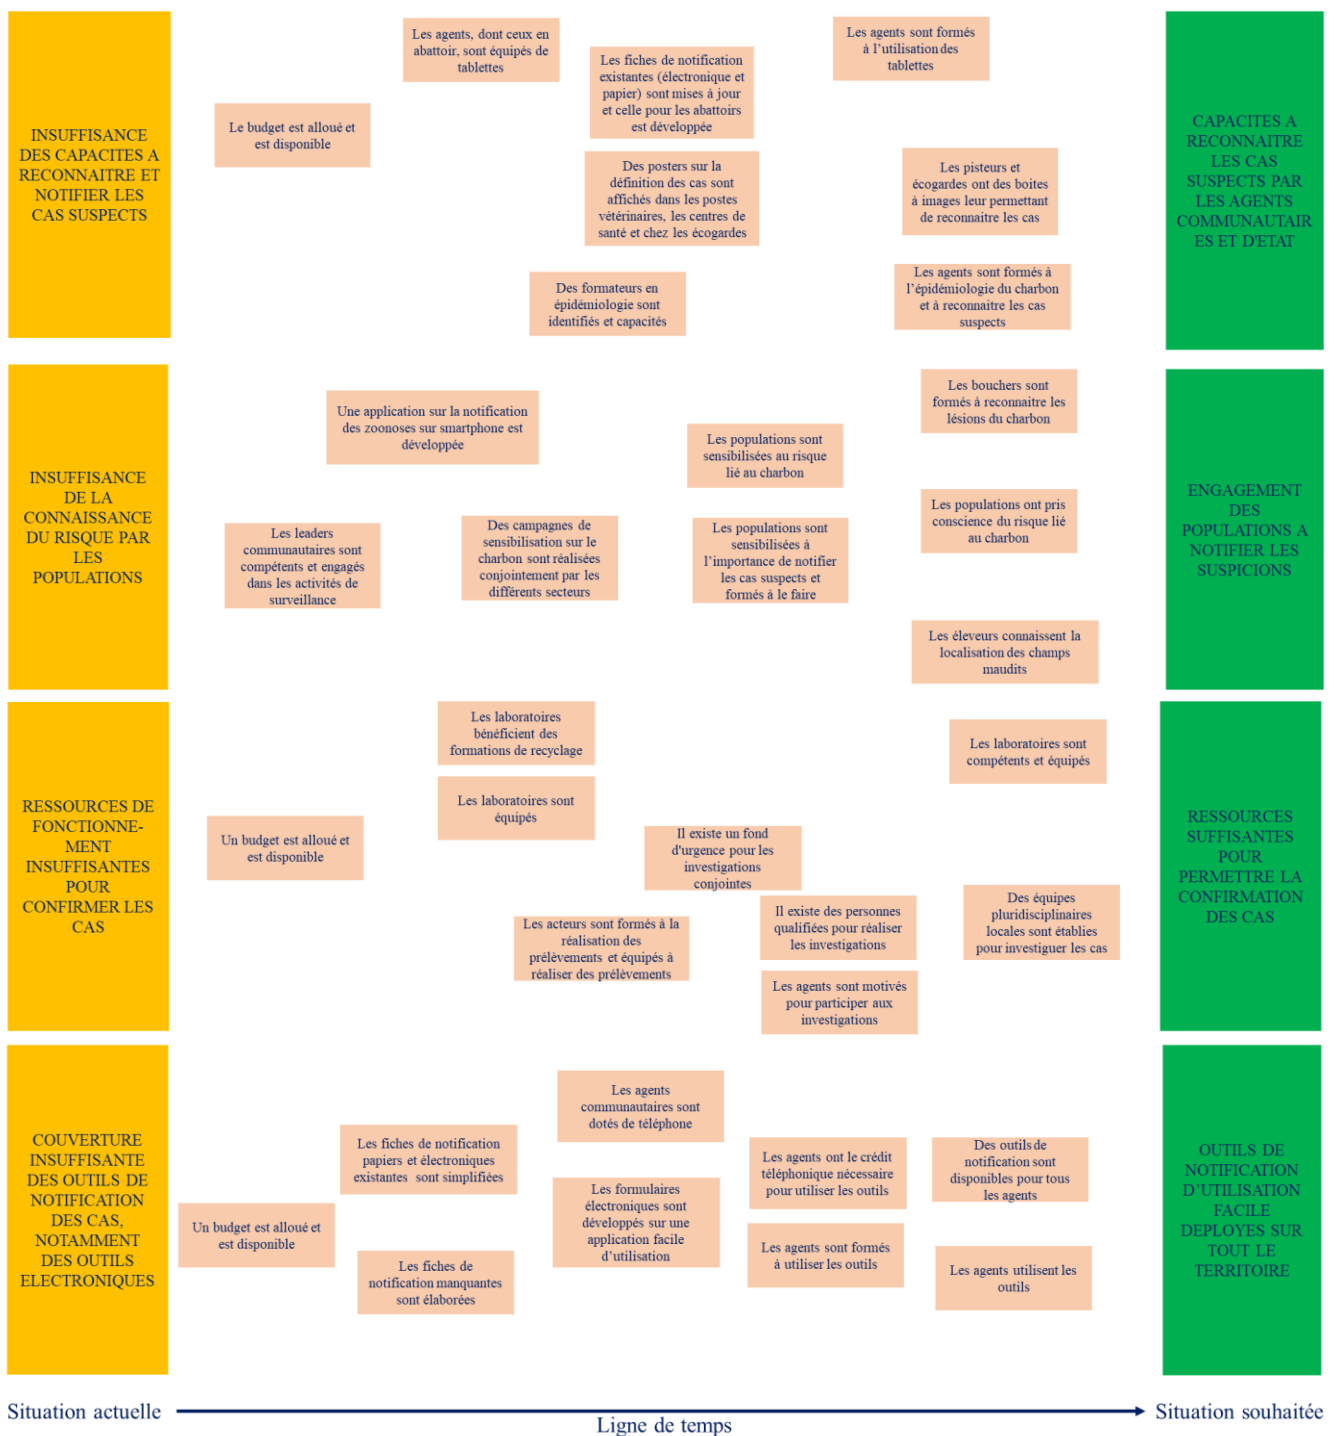 INSUFFISANCE
DES CAPACITES A
RECONNAITRE ET
NOTIFIER LES
CAS SUSPECTS
Le budget est alloué et
est disponible
Les agents, dont ceux en
abattoir, sont équipés de
tablettes
Les fiches de notification
existantes (électronique et
papier) sont mises à jour
et celle pour les abattoirs
est développée
Des posters sur la
définition des cas sont
affichés dans les postes
vétérinaires, les centres de
santé et chez les écogardes
Des formateurs en
épidémiologie sont
identifiés et capacités
Les agents sont formés
à l’utilisation des
tablettes
Les pisteurs et
écogardes ont des boites
à images leur permettant
de reconnaitre les cas
Les agents sont formés à
l’épidémiologie du charbon
et à reconnaitre les cas
suspects
CAPACITES A
RECONNAITRE
LES CAS
SUSPECTS PAR
LES AGENTS
COMMUNAUTAIR
ES ET D'ETAT
INSUFFISANCE
DE LA
CONNAISSANCE
DU RISQUE PAR
LES
POPULATIONS
Une application sur la notification
des zoonoses sur smartphone est
développée
Les leaders
communautaires sont
compétents et engagés
dans les activités de
surveillance
Des campagnes de
sensibilisation sur le
charbon sont réalisées
conjointement par les
différents secteurs
Les populations sont
sensibilisées au risque
lié au charbon
Les populations sont
sensibilisées à
l’importance de notifier
les cas suspects et
formés à le faire
Les bouchers sont
formés à reconnaitre les
lésions du charbon
Les populations ont pris
conscience du risque lié
au charbon
Les éleveurs connaissent la
localisation des champs
maudits
ENGAGEMENT
DES
POPULATIONS A
NOTIFIER LES
SUSPICIONS
RESSOURCES DE
FONCTIONNE-
MENT
INSUFFISANTES
POUR
CONFIRMER LES
CAS
Un budget est alloué et
est disponible
Les laboratoires
bénéficient des
formations de recyclage
Les laboratoires sont
équipés
Les acteurs sont formés à la
réalisation des
prélèvements et équipés à
réaliser des prélèvements
Il existe un fond
d'urgence pour les
investigations
conjointes
Il existe des personnes
qualifiées pour réaliser
les investigations
Les agents sont motivés
pour participer aux
investigations
Les laboratoires sont
compétents et équipés
Des équipes
pluridisciplinaires
locales sont établies
pour investiguer les cas
RESSOURCES
SUFFISANTES
POUR
PERMETTRE LA
CONFIRMATION
DES CAS
COUVERTURE
INSUFFISANTE
DES OUTILS DE
NOTIFICATION
DES CAS,
NOTAMMENT
DES OUTILS
ELECTRONIQUES
Un budget est alloué et
est disponible
Les fiches de notification
papiers et électroniques
existantes sont simplifiées
Les fiches de
notification manquantes
sont élaborées
Les agents
communautaires sont
dotés de téléphone
Les formulaires
électroniques sont
développés sur une
application facile
d’utilisation
Les agents ont le crédit
téléphonique nécessaire
pour utiliser les outils
Les agents sont formés
à utiliser les outils
Des outils de
notification sont
disponibles pour tous
les agents
Les agents utilisent les
outils
OUTILS DE
NOTIFICATION
D’UTILISATION
FACILE
DEPLOYES SUR
TOUT LE
TERRITOIRE
Situation actuelle
Ligne de temps
Situation souhaitée